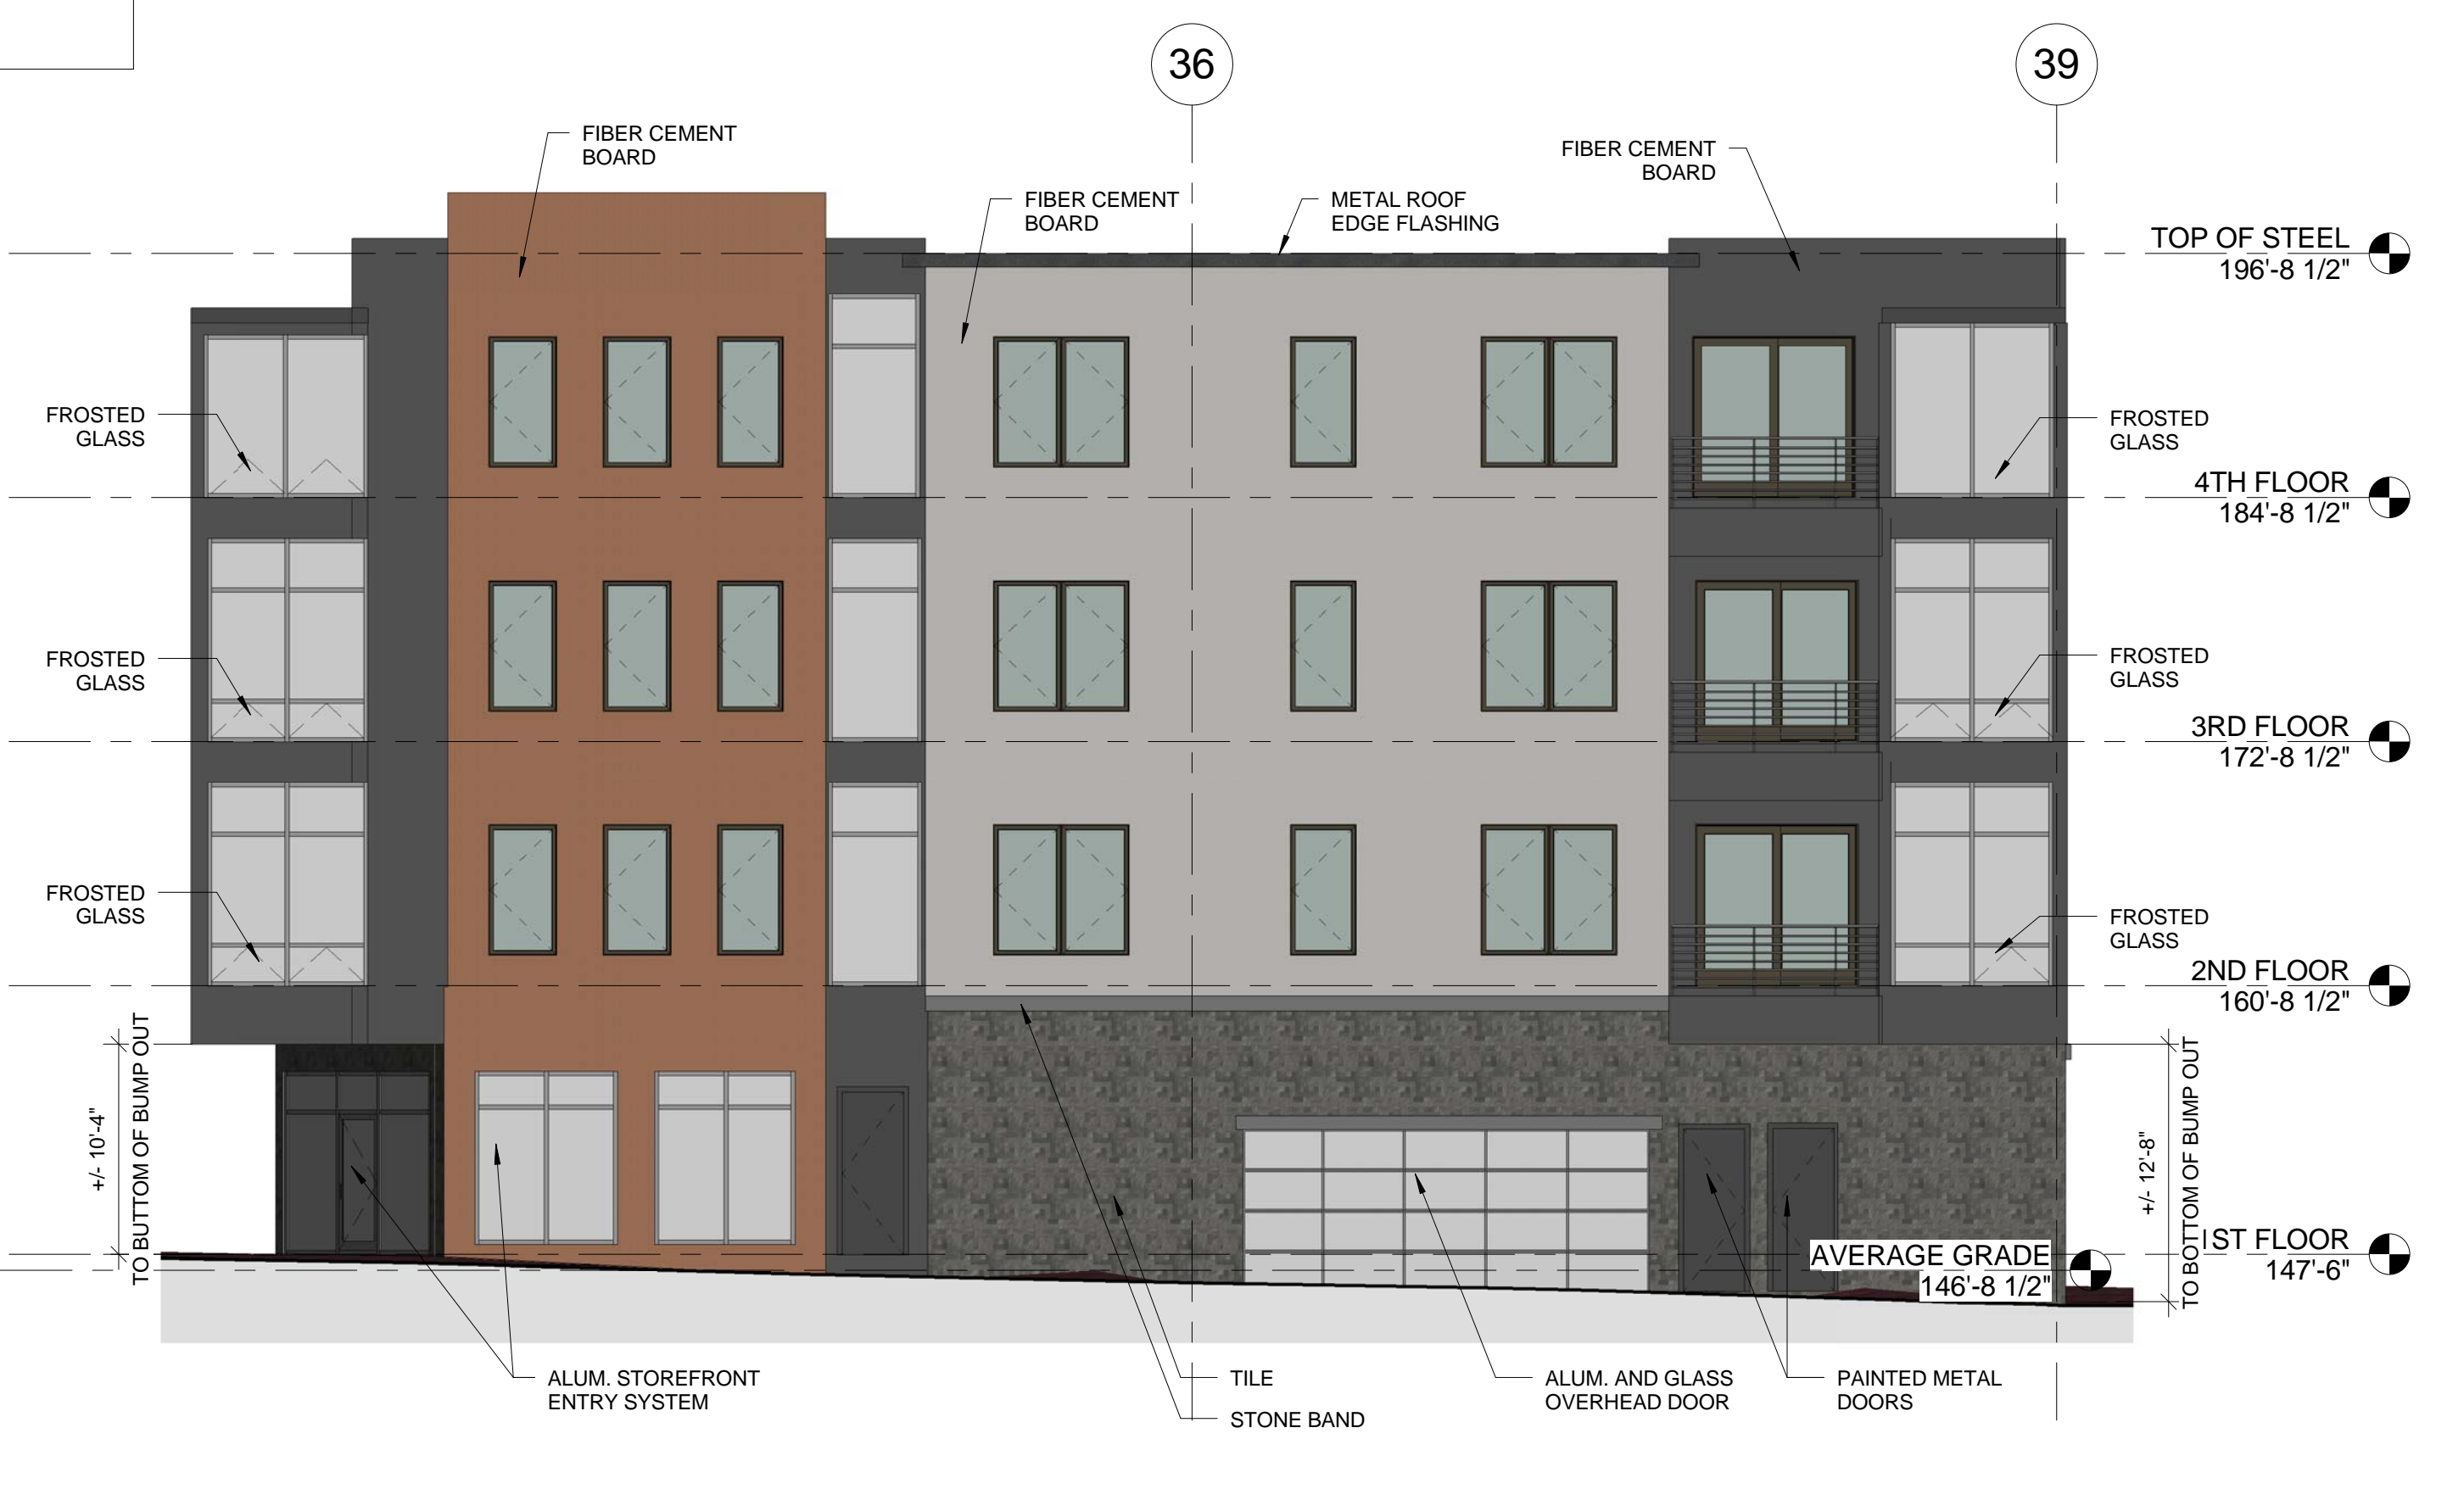 36
39
FIBER CEMENT
BOARD
FIBER CEMENT
BOARD
METAL ROOF
EDGE FLASHING
FIBER CEMENT
BOARD
TOP OF STEEL
196'-8 1/2"
FROSTED
GLASS
FROSTED
GLASS
4TH FLOOR
184'-8 1/2"
FROSTED
GLASS
FROSTED
GLASS
3RD FLOOR
172'-8 1/2"
FROSTED
GLASS
FROSTED
GLASS
2ND FLOOR
160'-8 1/2"
+/- 10'-4"
TO BUTTOM OF BUMP OUT
+/- 12'-8"
TO BOTTOM OF BUMP OUT
AVERAGE GRADE
146'-8 1/2"
1ST FLOOR
147'-6"
ALUM. STOREFRONT
ENTRY SYSTEM
TILE
STONE BAND
ALUM. AND GLASS
OVERHEAD DOOR
PAINTED METAL
DOORS